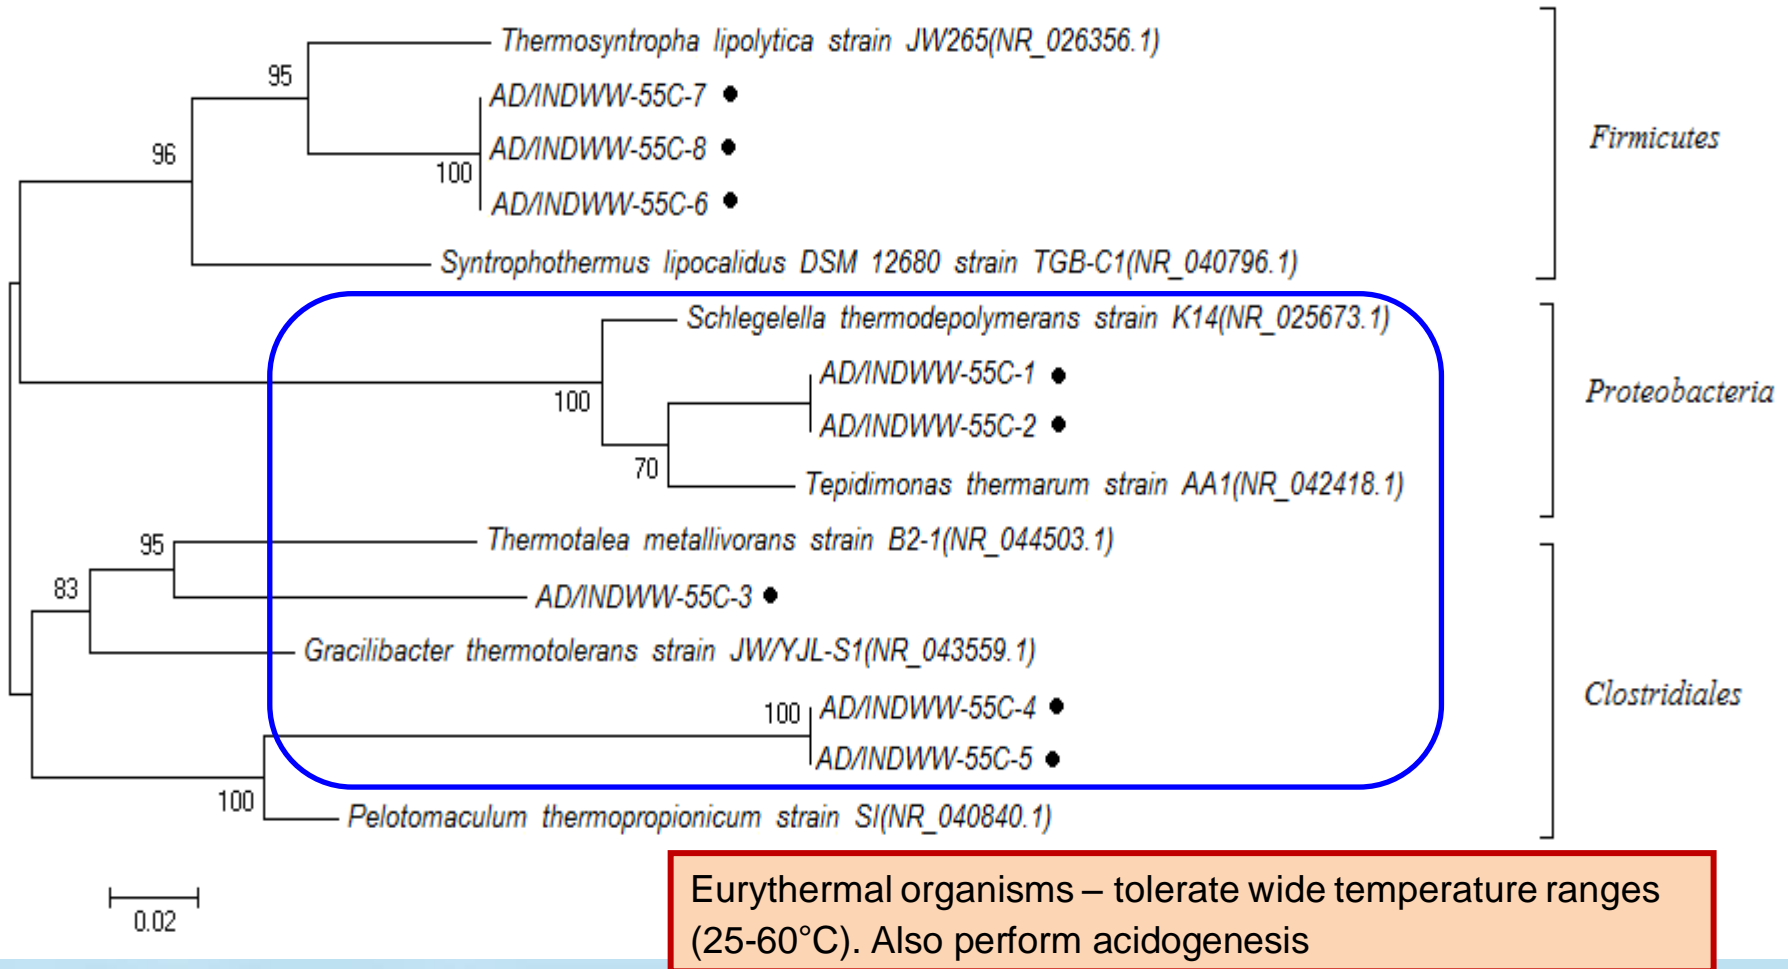 Thermosyntropha lipolytica strain JW265(NR_026356.1)
95
AD/INDWW-55C-7
96
AD/INDWW-55C-8
100
AD/INDWW-55C-6
Firmicutes
Syntrophothermus lipocalidus DSM 12680 strain TGB-C1(NR_040796.1)
Schlegelella thermodepolymerans strain K14(NR_025673.1)
AD/INDWW-55C-1
100
AD/INDWW-55C-2
Proteobacteria
70
Tepidimonas thermarum strain AA1(NR_042418.1)
95
Thermotalea metallivorans strain B2-1(NR_044503.1)
83
AD/INDWW-55C-3
Gracilibacter thermotolerans strain JW/YJL-S1(NR_043559.1)
Clostridiales
100
AD/INDWW-55C-4
AD/INDWW-55C-5
100
Pelotomaculum thermopropionicum strain SI(NR_040840.1)
0.02
Eurythermal organisms – tolerate wide temperature ranges
(25-60°C). Also perform acidogenesis